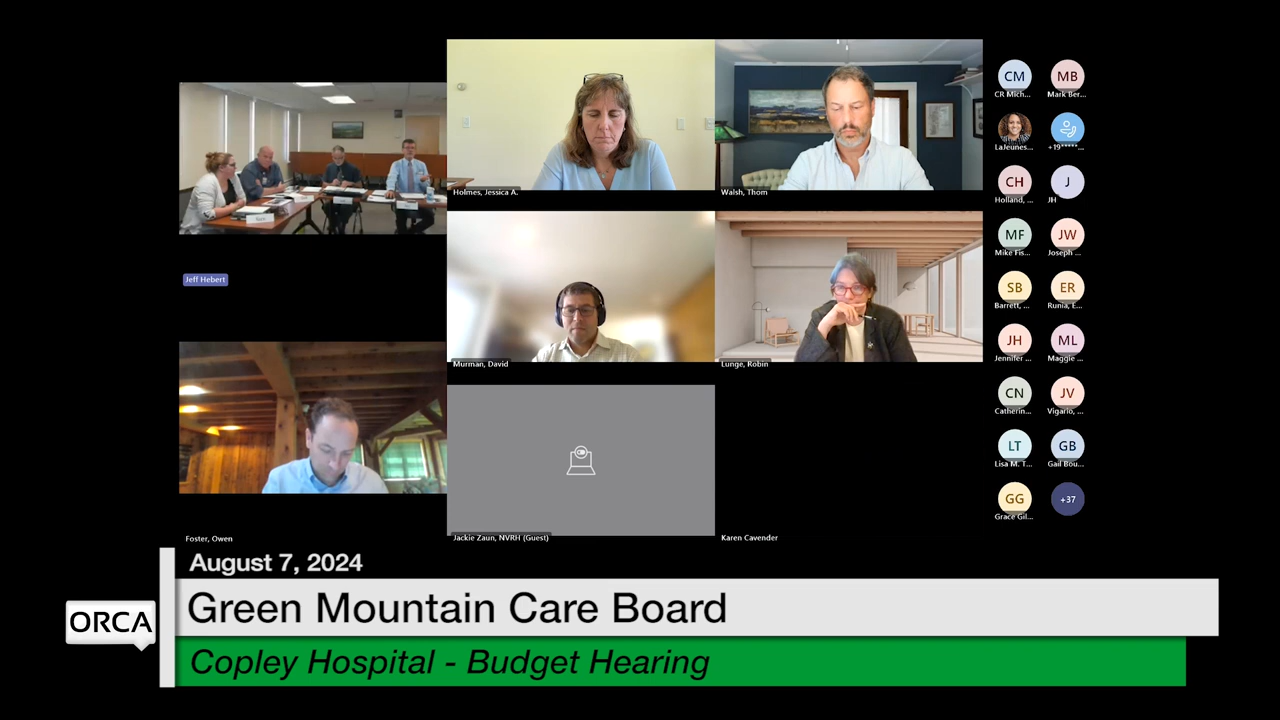 CM
MB
CR Mich...
Mark Ber...
LaJeunes...
+19*****...
CH
J
Holland, ...
JH
Holmes, Jessica A.
Walsh, Thom
MF
JW
Mike Fis...
Joseph ...
Jeff Hebert
SB
ER
Barrett, ...
Runia, E...
JH
ML
Jennifer ...
Maggie ...
Murman, David
Lunge, Robin
CN
JV
Catherin...
Vigario, ...
LT
GB
Lisa M. T...
Gail Bou...
GG
+37
Grace Gil...
Foster, Owen
Jackie Zaun, NVRH (Guest)
Karen Cavender
August 7, 2024
ORCA
Green Mountain Care Board
Copley Hospital - Budget Hearing